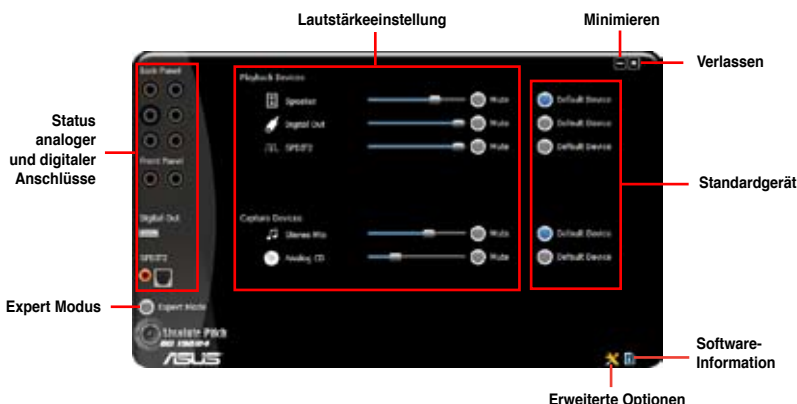 Lautstärkeeinstellung
Minimieren
Verlassen
Back Panel
Playback Devices
Speaker
Mute
Default Device
Digital Out
Mute
Default Device
SPDIF2
Mute
Default Device
Status
analoger
und digitaler
Anschlüsse
Front Panel
Standardgerät
Digital Out
Capture Devices
Stereo Mix
Mute
Default Device
SPDIF2
Analog CD
Mute
Default Device
Expert Modus
Expert Mode
Absolute Pitch
ASUS
Software-
Information
Erweiterte Optionen